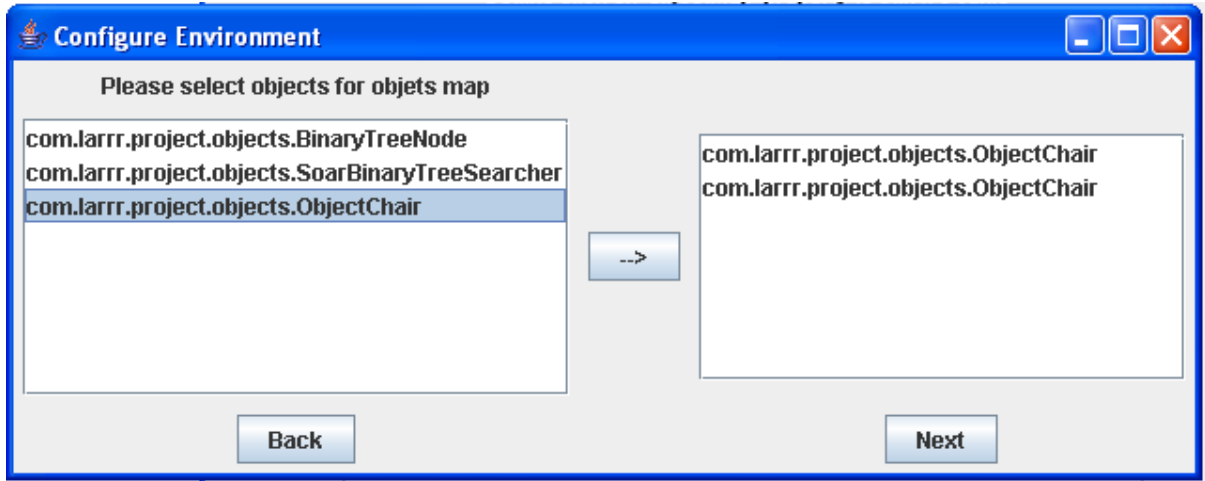 Configure Environment
Please select objects for objets map
com.larrr.project.objects.BinaryTreeNode
com.larrr.project.objects.SoarBinaryTreeSearcher
com.larrr.project.objects.ObjectChair
-->
com.larrr.project.objects.ObjectChair
com.larrr.project.objects.ObjectChair
Back
Next